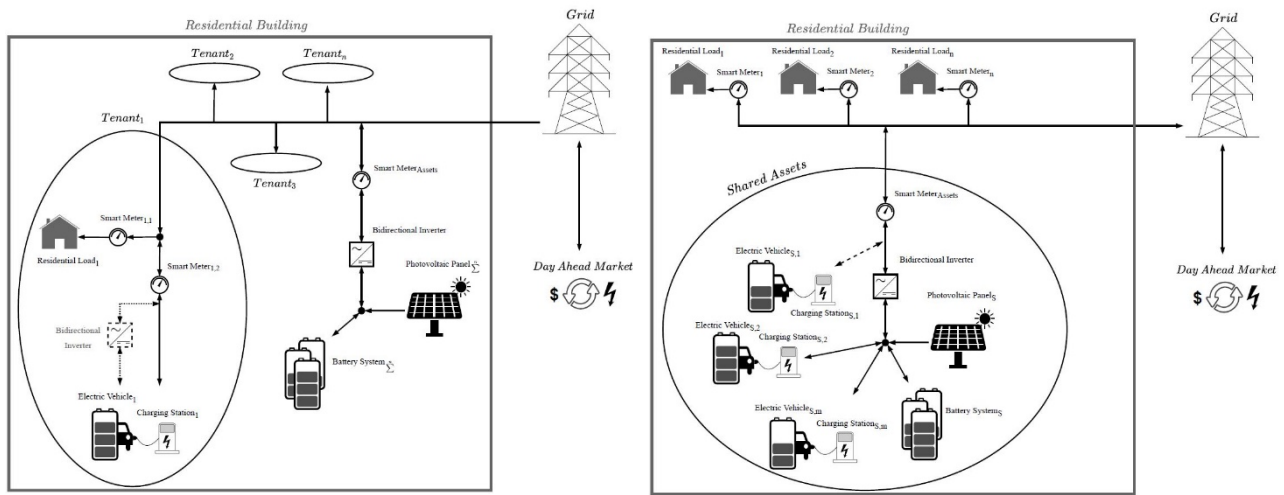 Residential Building
Grid
Tenant2
Tenantn
Tenant1
Tenant3
Smart MeterAssets
Smart Meter1,1
Residential Load1
Smart Meter1,2
Bidirectional Inverter
Photovoltaic PanelΣ̂
Bidirectional
Inverter
Battery SystemΣ̂
Electric Vehicle1
Charging Station1
Day Ahead Market
$
Residential Building
Grid
Residential Load1
Residential Load2
Residential Loadn
Smart Meter1
Smart Meter2
Smart Metern
Shared Assets
Smart MeterAssets
Electric VehicleS,1
Bidirectional Inverter
Charging StationS,1
Photovoltaic PanelS
Electric VehicleS,2
Charging StationS,2
Electric VehicleS,m
Charging StationS,m
Battery SystemS
Day Ahead Market
$